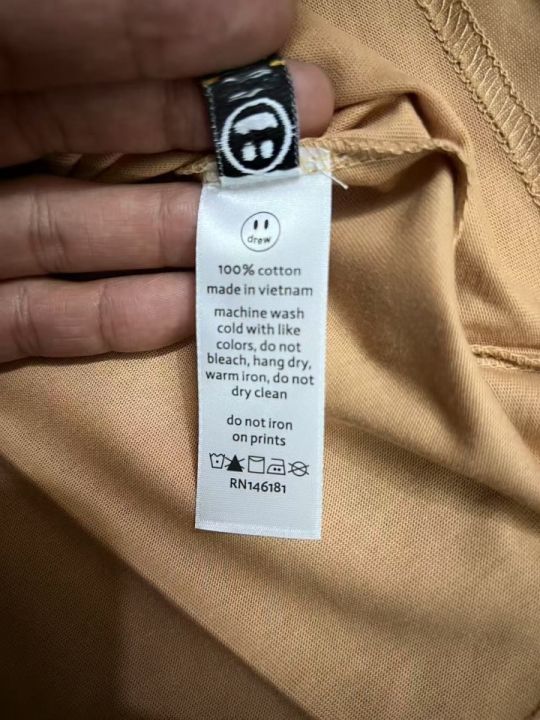 drew
100% cotton
made in vietnam
machine wash
cold with like
colors, do not
bleach, hang dry,
warm iron, do not
dry clean
do not iron
on prints
RN146181